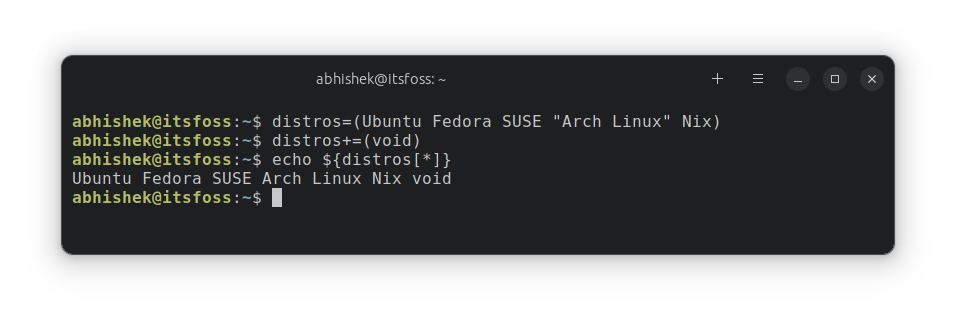 abhishek@itsfoss: ~
abhishek@itsfoss:~$ distros=(Ubuntu Fedora SUSE "Arch Linux" Nix)
abhishek@itsfoss:~$ distros+=(void)
abhishek@itsfoss:~$ echo ${distros[*]}
Ubuntu Fedora SUSE Arch Linux Nix void
abhishek@itsfoss:~$